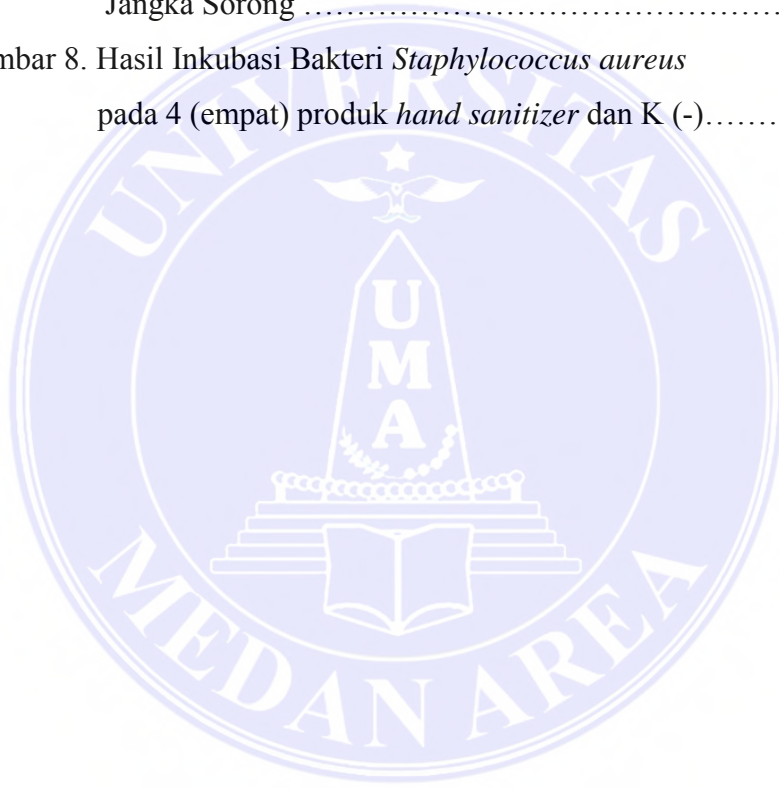 Jangka Sorong ………………………………………
mbar 8. Hasil Inkubasi Bakteri Staphylococcus aureus
pada 4 (empat) produk hand sanitizer dan K (-)…….
UNIVERSITAS
UMA
MEDAN AREA